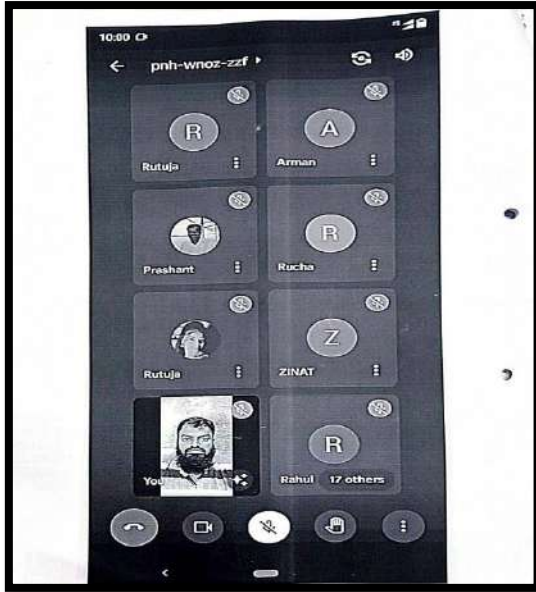 10:00
pnh-wnoz-zzf
R
A
Rutuja
Arman
R
Prashant
Rucha
Z
Rutuja
ZINAT
R
You
Rahul 17 others